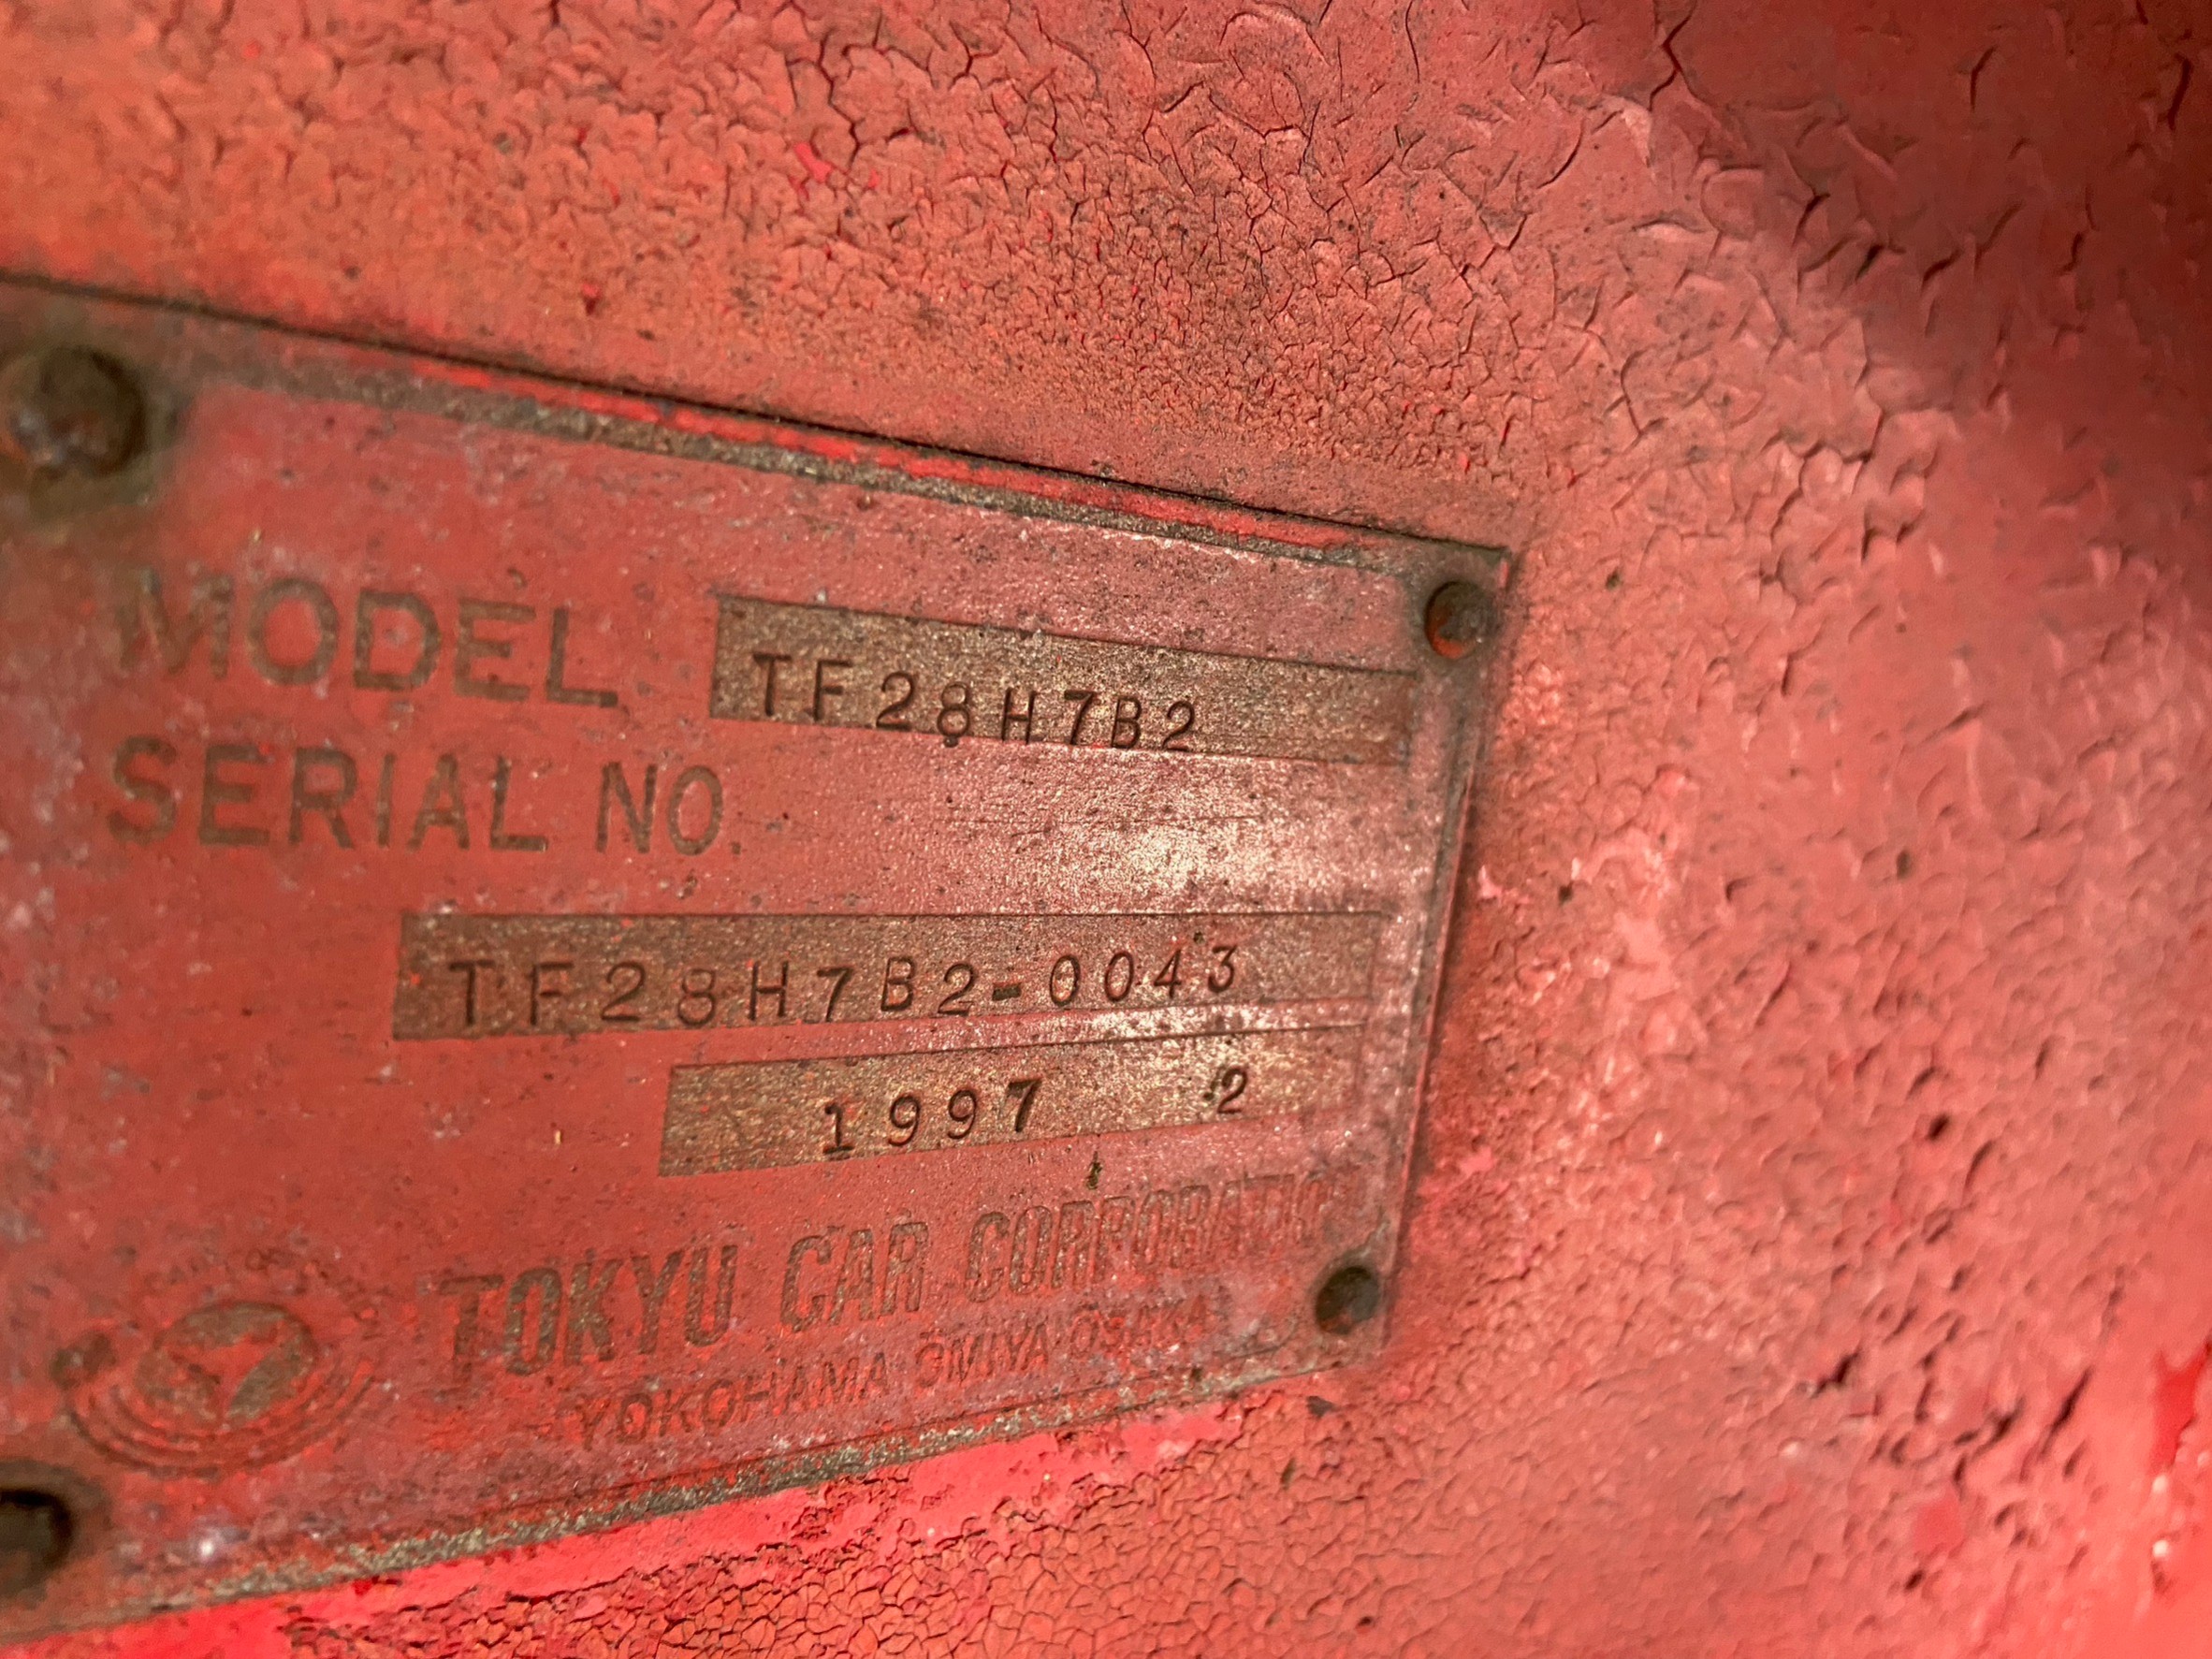 MODEL TF28H7B2
SERIAL NO.
TF28H7B2-0043
1997 2
TOKYU CAR CORPORATIO
YOKOHAMA OMIYA OSAKA